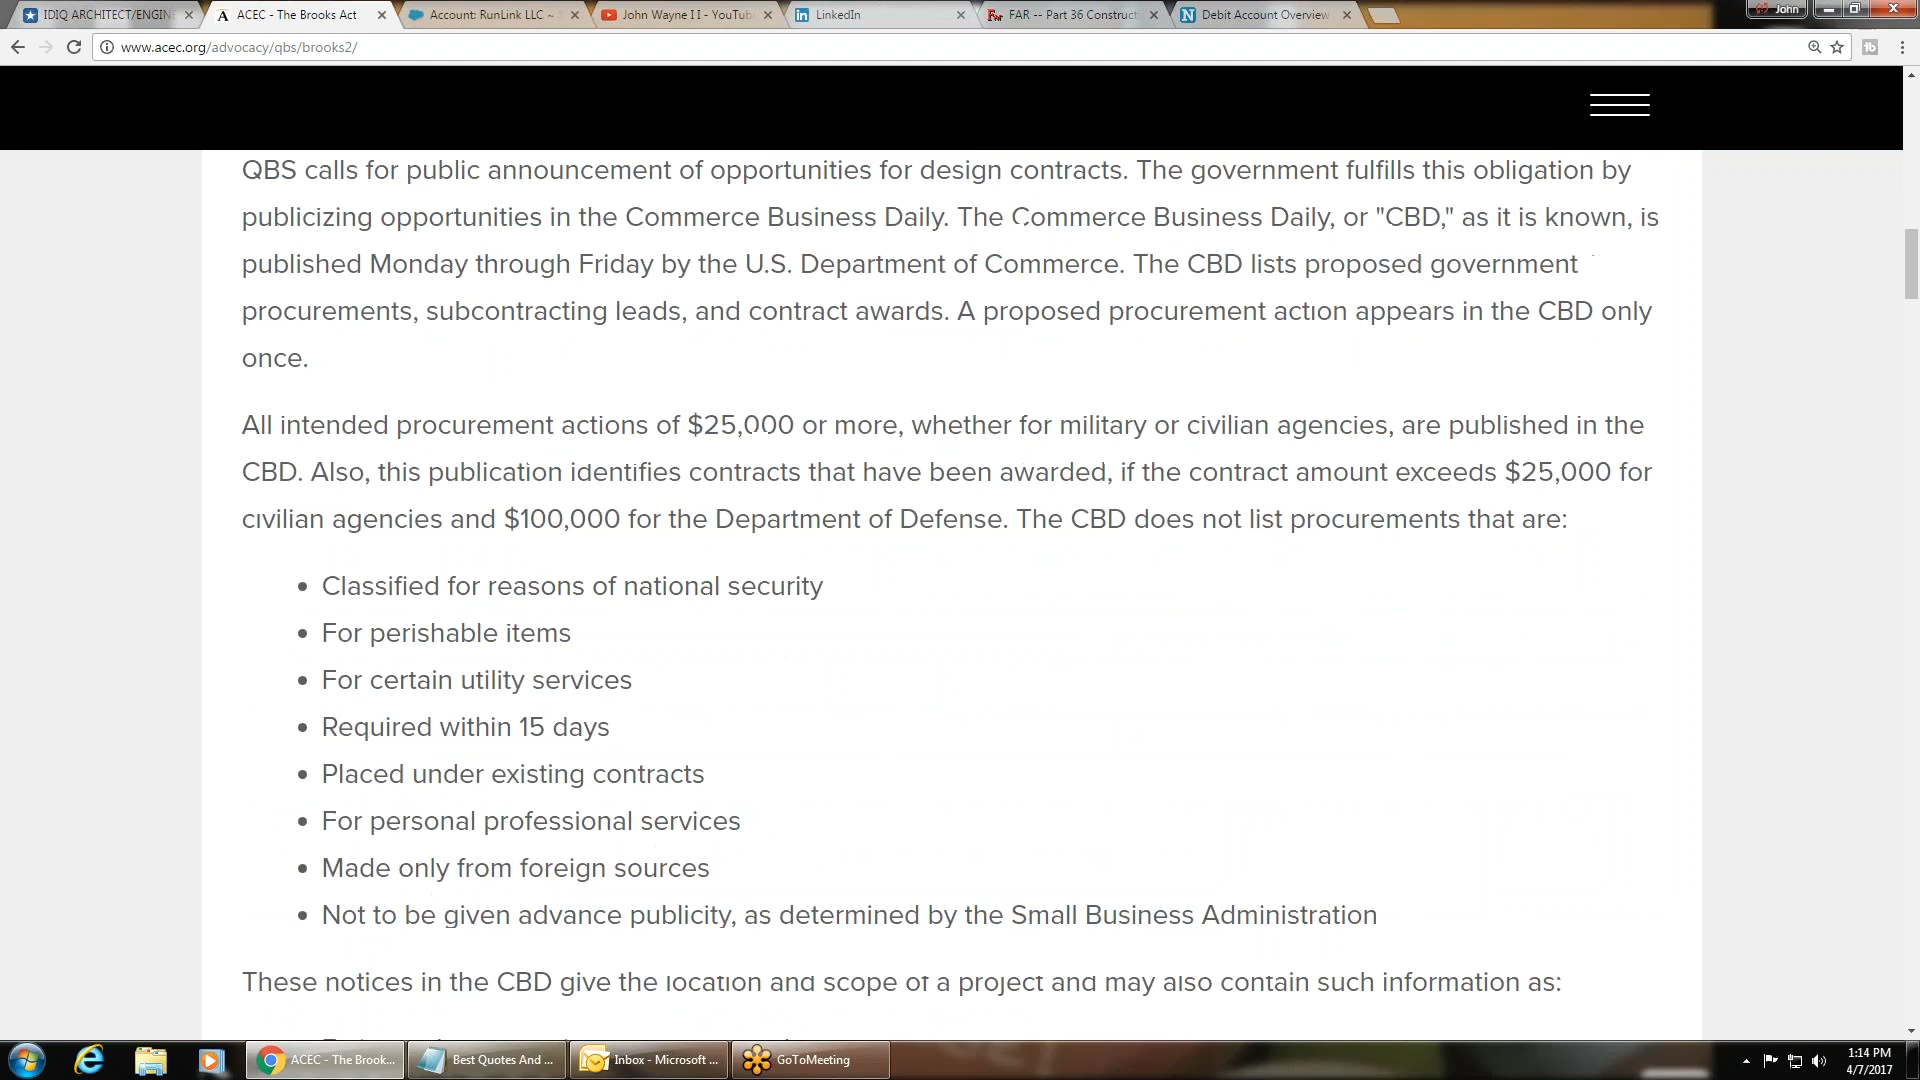 IDIQ ARCHITECT/ENGINE
ACEC - The Brooks Act
Account: RunLink LLC ~
John Wayne I I - YouTub
LinkedIn
FAR -- Part 36 Construct
Debit Account Overview
John
www.acec.org/advocacy/qbs/brooks2/
QBS calls for public announcement of opportunities for design contracts. The government fulfills this obligation by
publicizing opportunities in the Commerce Business Daily. The Commerce Business Daily, or "CBD," as it is known, is
published Monday through Friday by the U.S. Department of Commerce. The CBD lists proposed government
procurements, subcontracting leads, and contract awards. A proposed procurement action appears in the CBD only
once.
All intended procurement actions of $25,000 or more, whether for military or civilian agencies, are published in the
CBD. Also, this publication identifies contracts that have been awarded, if the contract amount exceeds $25,000 for
civilian agencies and $100,000 for the Department of Defense. The CBD does not list procurements that are:
• Classified for reasons of national security
• For perishable items
• For certain utility services
• Required within 15 days
• Placed under existing contracts
• For personal professional services
• Made only from foreign sources
• Not to be given advance publicity, as determined by the Small Business Administration
These notices in the CBD give the location and scope of a project and may also contain such information as:
ACEC - The Brook...
Best Quotes And ...
Inbox - Microsoft ...
GoToMeeting
1:14 PM
4/7/2017